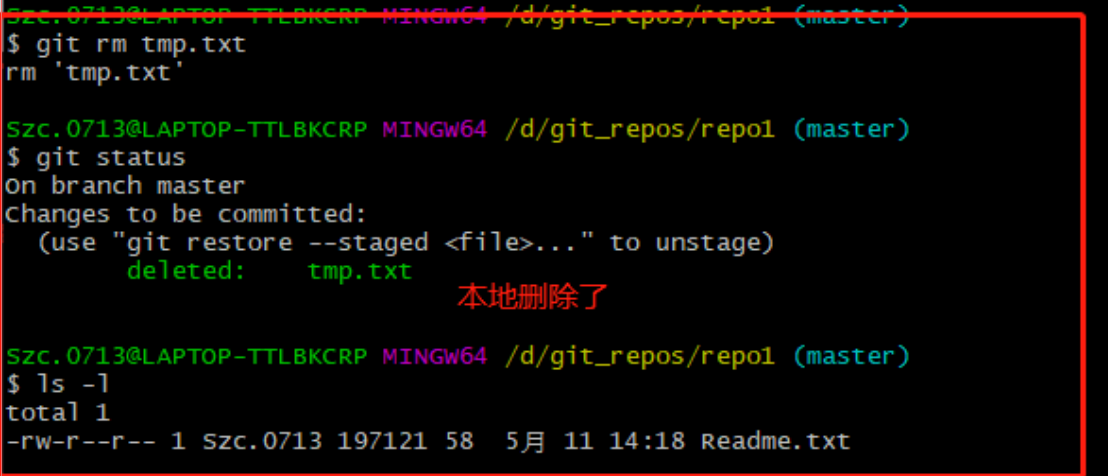 Szc.0713@LAPTOP-TTLBKCRP MINGW64 /d/git_repos/repo1 (master)
$ git rm tmp.txt
rm 'tmp.txt'
Szc.0713@LAPTOP-TTLBKCRP MINGW64 /d/git_repos/repo1 (master)
$ git status
On branch master
Changes to be committed:
(use "git restore --staged <file>..." to unstage)
deleted: tmp.txt
本地删除了
Szc.0713@LAPTOP-TTLBKCRP MINGW64 /d/git_repos/repo1 (master)
$ ls -l
total 1
-rw-r--r-- 1 Szc.0713 197121 58 5月 11 14:18 Readme.txt